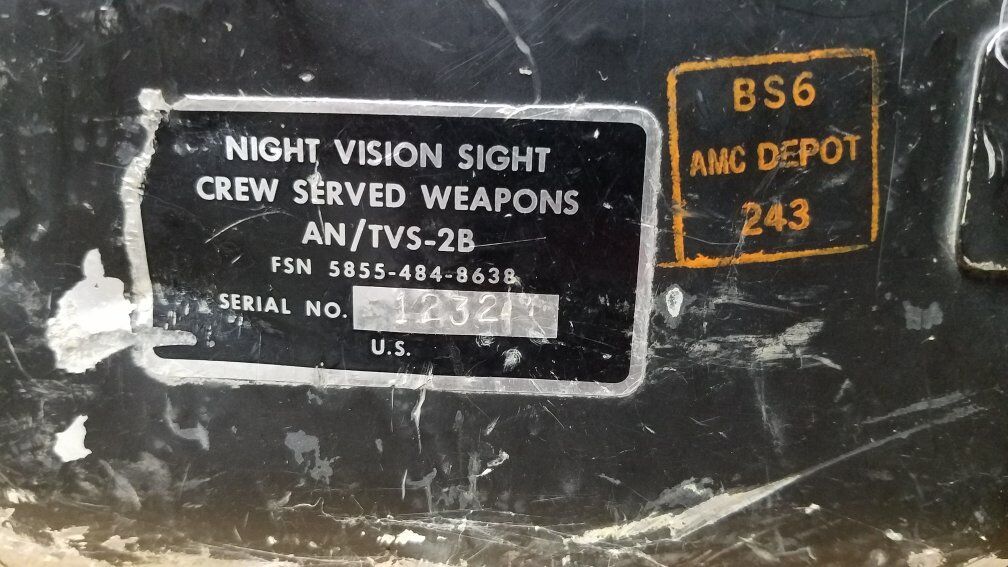 NIGHT VISION SIGHT
CREW SERVED WEAPONS
AN/TVS-2B
FSN 5855-484-8638
SERIAL NO.
U.S.
BS6
AMC DEPOT
243